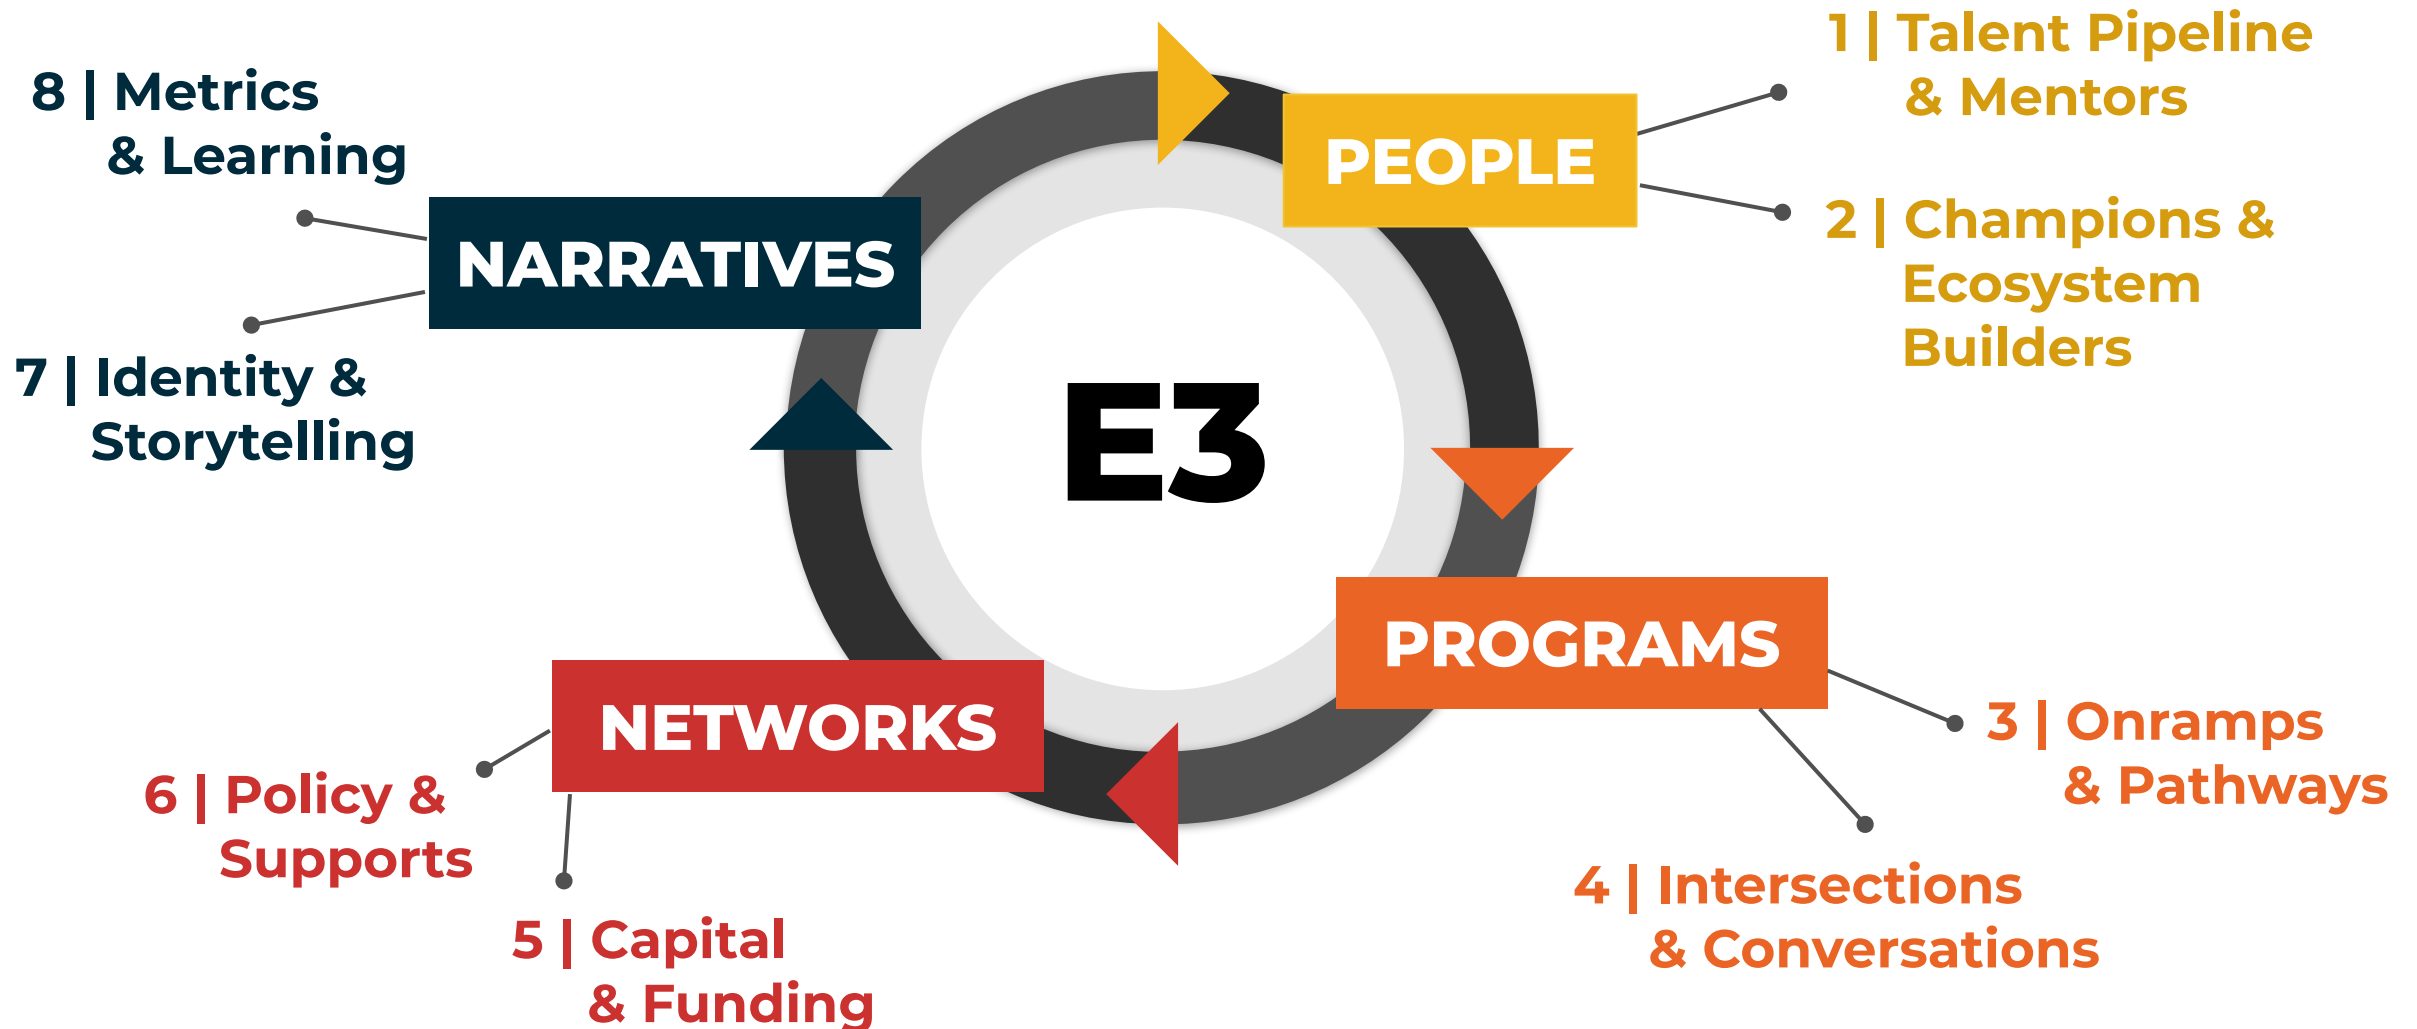 1 | Talent Pipeline
& Mentors
PEOPLE
2 | Champions &
Ecosystem
Builders
8 | Metrics
& Learning
NARRATIVES
7 | Identity &
Storytelling
E3
PROGRAMS
3 | Onramps
& Pathways
4 | Intersections
& Conversations
NETWORKS
6 | Policy &
Supports
5 | Capital
& Funding